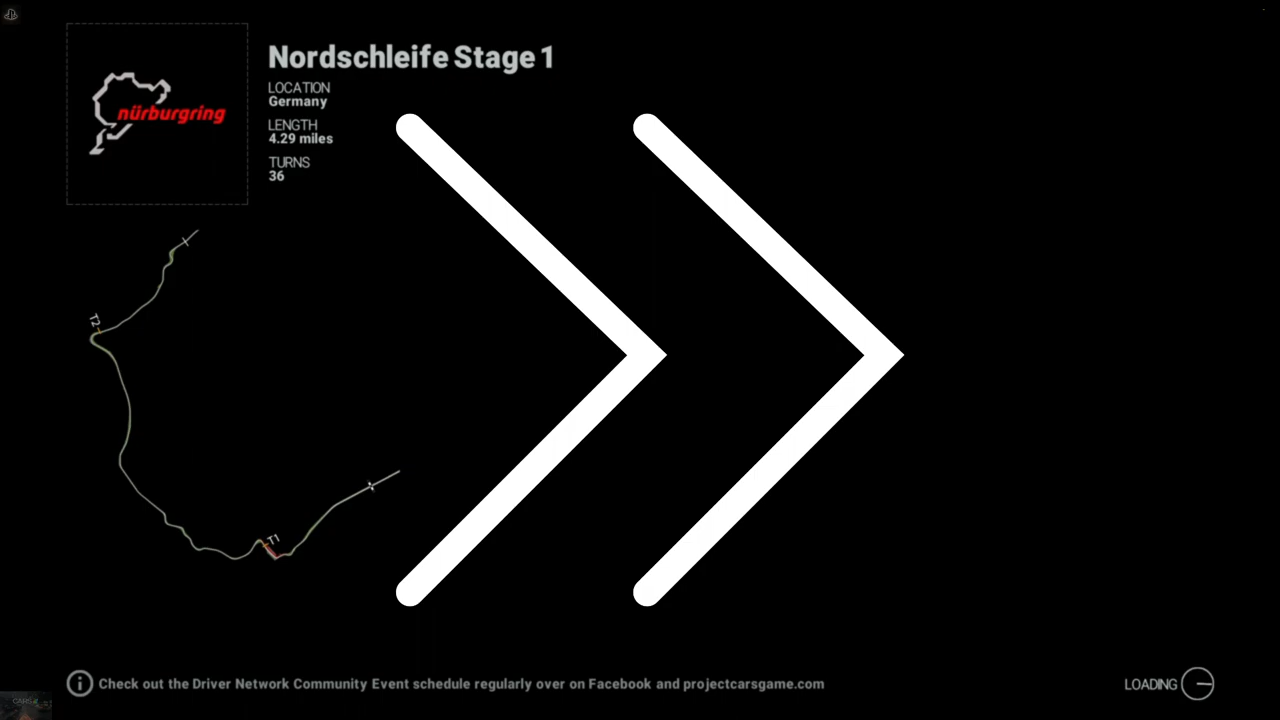 Nordschleife Stage 1
nürburgring
LOCATION
Germany
LENGTH
4.29 miles
TURNS
36
T2
T1
Check out the Driver Network Community Event schedule regularly over on Facebook and projectcarsgame.com
LOADING
CARS